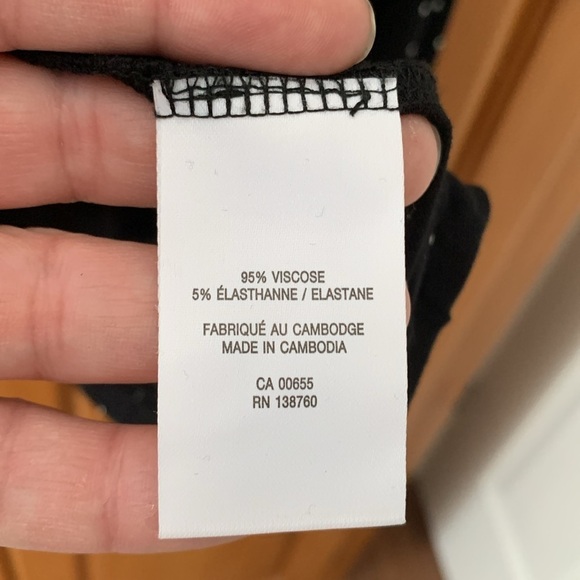 95% VISCOSE
5% ÉLASTHANNE / ELASTANE
FABRIQUÉ AU CAMBODGE
MADE IN CAMBODIA
CA 00655
RN 138760